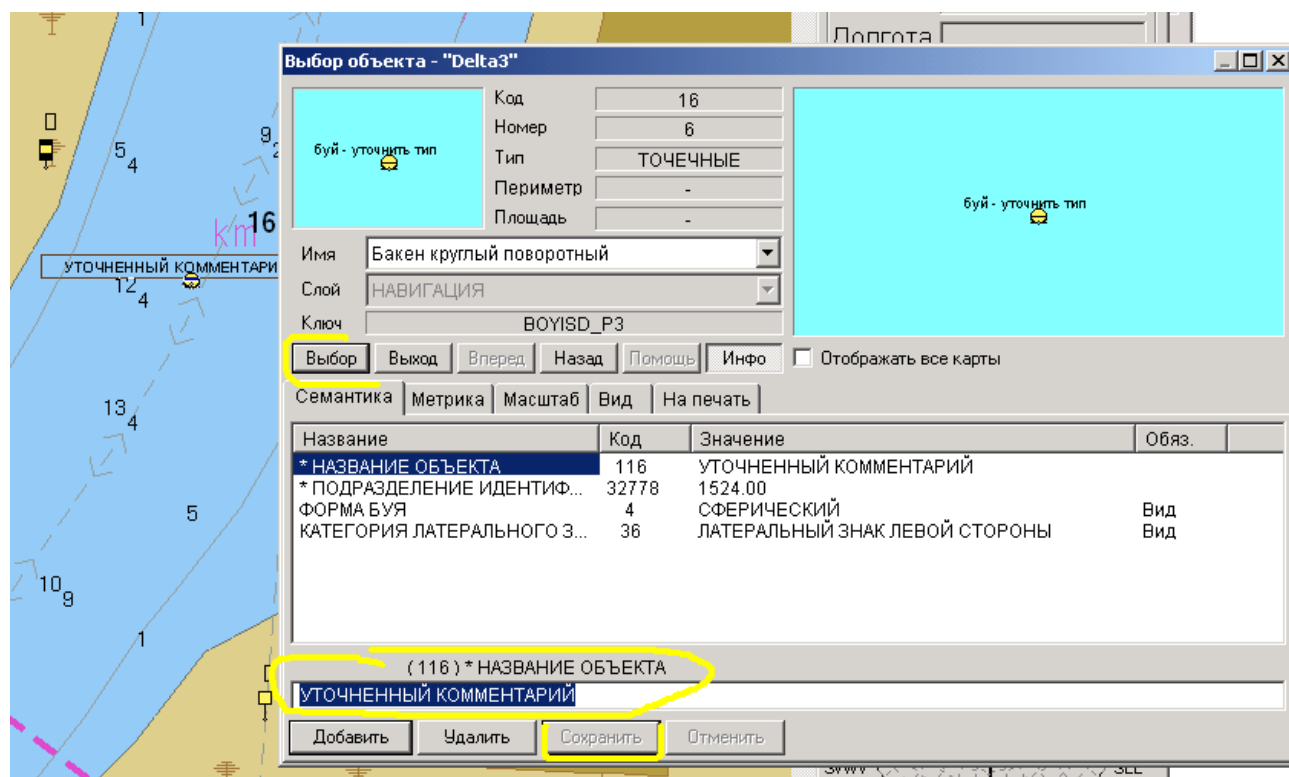 1
Долгота
Выбор объекта - "Delta3"
буй - уточнить тип
Код 16
Номер 6
Тип ТОЧЕЧНЫЕ
Периметр -
Площадь -
буй - уточнить тип
Имя Бакен круглый поворотный
Слой НАВИГАЦИЯ
Ключ BOYISD_P3
Выбор Выход Вперед Назад Помощь Инфо Отображать все карты
Семантика Метрика Масштаб Вид На печать
Название Код Значение Обяз.
* НАЗВАНИЕ ОБЪЕКТА 116 УТОЧНЕННЫЙ КОММЕНТАРИЙ
* ПОДРАЗДЕЛЕНИЕ ИДЕНТИФ... 32778 1524.00
ФОРМА БУЯ 4 СФЕРИЧЕСКИЙ Вид
КАТЕГОРИЯ ЛАТЕРАЛЬНОГО З... 36 ЛАТЕРАЛЬНЫЙ ЗНАК ЛЕВОЙ СТОРОНЫ Вид
(116) * НАЗВАНИЕ ОБЪЕКТА
УТОЧНЕННЫЙ КОММЕНТАРИЙ
Добавить Удалить Сохранить Отменить
9
5 4
km 16
УТОЧНЕННЫЙ КОММЕНТАРИ
12 4
13 4
5
10 9
1